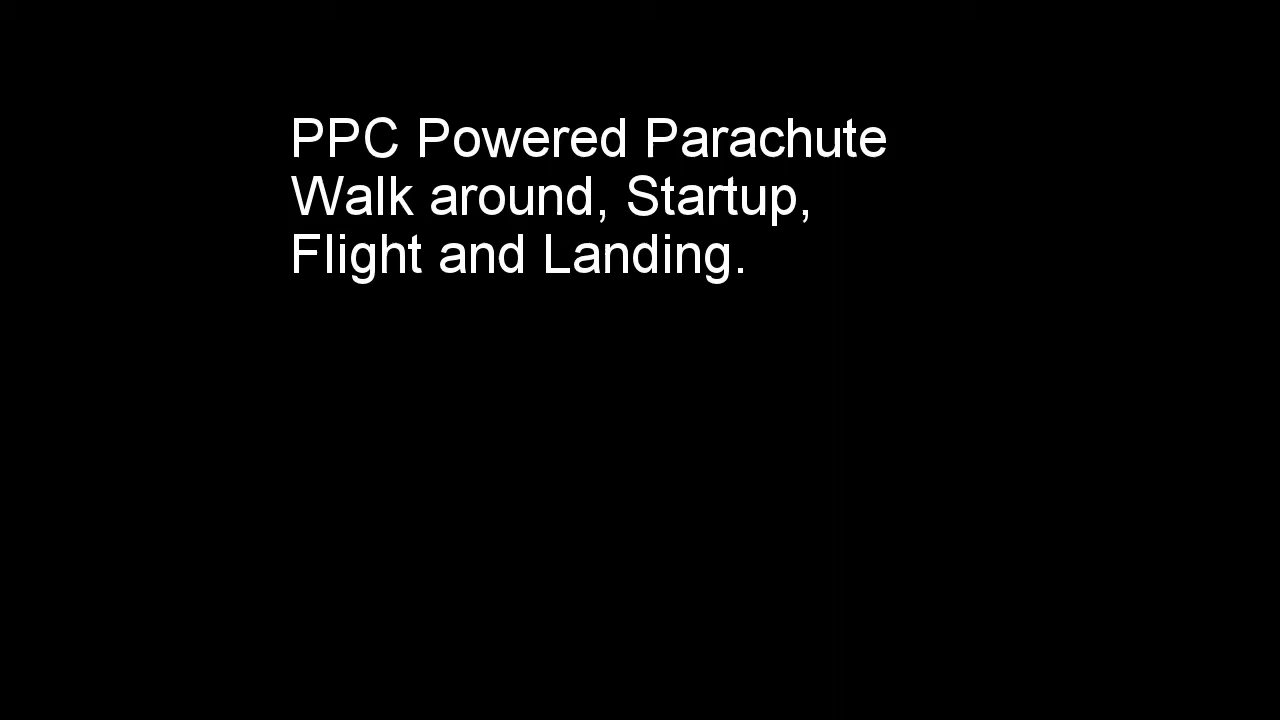 PPC Powered Parachute
Walk around, Startup,
Flight and Landing.